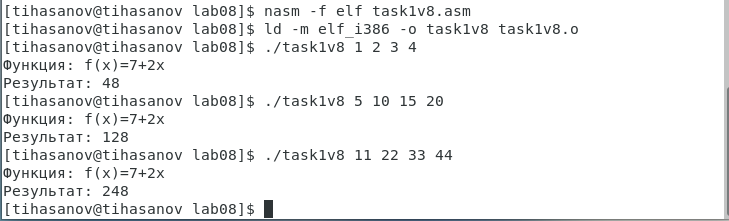 [tihasanov@tihasanov lab08]$ nasm -f elf task1v8.asm
[tihasanov@tihasanov lab08]$ ld -m elf_i386 -o task1v8 task1v8.o
[tihasanov@tihasanov lab08]$ ./task1v8 1 2 3 4
Функция: f(x)=7+2x
Результат: 48
[tihasanov@tihasanov lab08]$ ./task1v8 5 10 15 20
Функция: f(x)=7+2x
Результат: 128
[tihasanov@tihasanov lab08]$ ./task1v8 11 22 33 44
Функция: f(x)=7+2x
Результат: 248
[tihasanov@tihasanov lab08]$